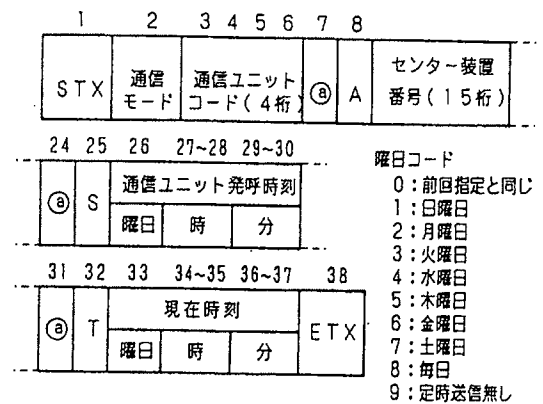 1 2 3 4 5 6 7 8
STX 通信モード 通信ユニットコード(4桁) ⓐ A センター装置番号(15桁)
24 25 26 27~28 29~30
ⓐ S 通信ユニット発呼時刻
曜日 時 分
31 32 33 34~35 36~37 38
ⓐ T 現在時刻 ETX
曜日 時 分
曜日コード
0:前回指定と同じ
1:日曜日
2:月曜日
3:火曜日
4:水曜日
5:木曜日
6:金曜日
7:土曜日
8:毎日
9:定時送信無し